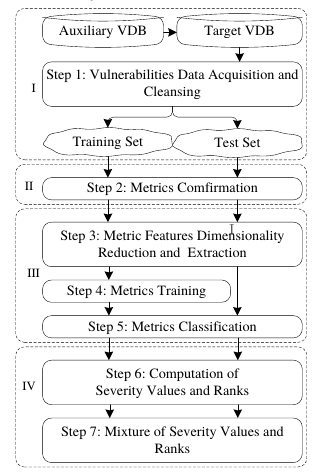 Auxiliary VDB
Target VDB
I
Step 1: Vulnerabilities Data Acquisition and
Cleansing
Training Set
Test Set
II
Step 2: Metrics Comfirmation
III
Step 3: Metric Features Dimensionality
Reduction and Extraction
Step 4: Metrics Training
Step 5: Metrics Classification
IV
Step 6: Computation of
Severity Values and Ranks
Step 7: Mixture of Severity Values and
Ranks